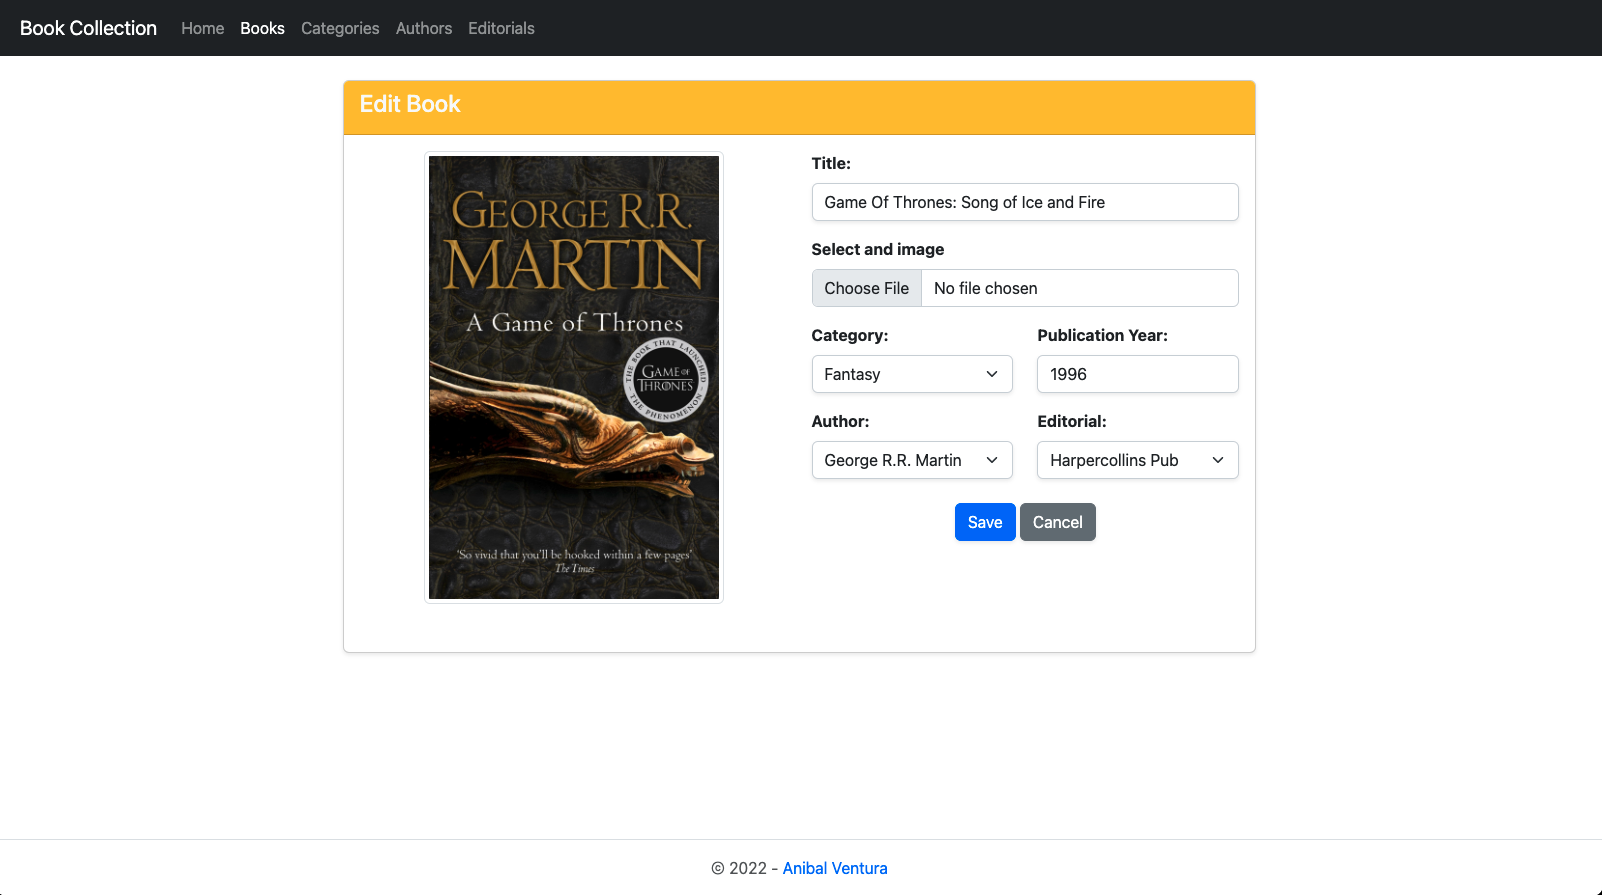 Book Collection Home Books Categories Authors Editorials
Edit Book
GEORGE R.R.
MARTIN
A Game of Thrones
THE BOOK THAT LAUNCHED
GAME OF
THRONES
THE PHENOMENON
'So vivid that you'll be hooked within a few pages'
The Times
Title:
Game Of Thrones: Song of Ice and Fire
Select and image
Choose File No file chosen
Category: Publication Year:
Fantasy 1996
Author: Editorial:
George R.R. Martin Harpercollins Pub
Save Cancel
© 2022 - Anibal Ventura